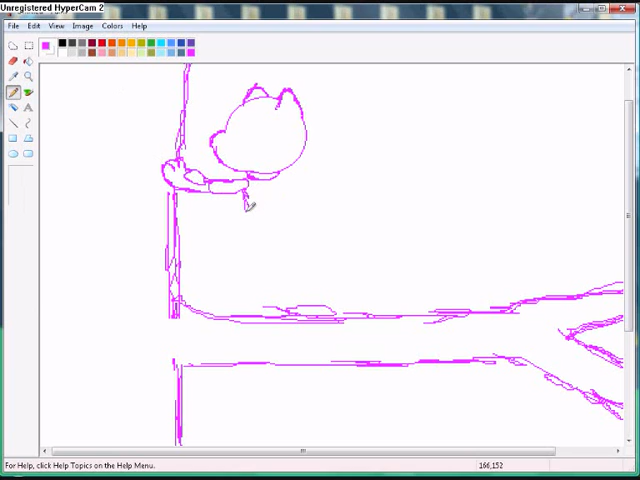 Unregistered HyperCam 2
File Edit View Image Colors Help
For Help, click Help Topics on the Help Menu.
166,152